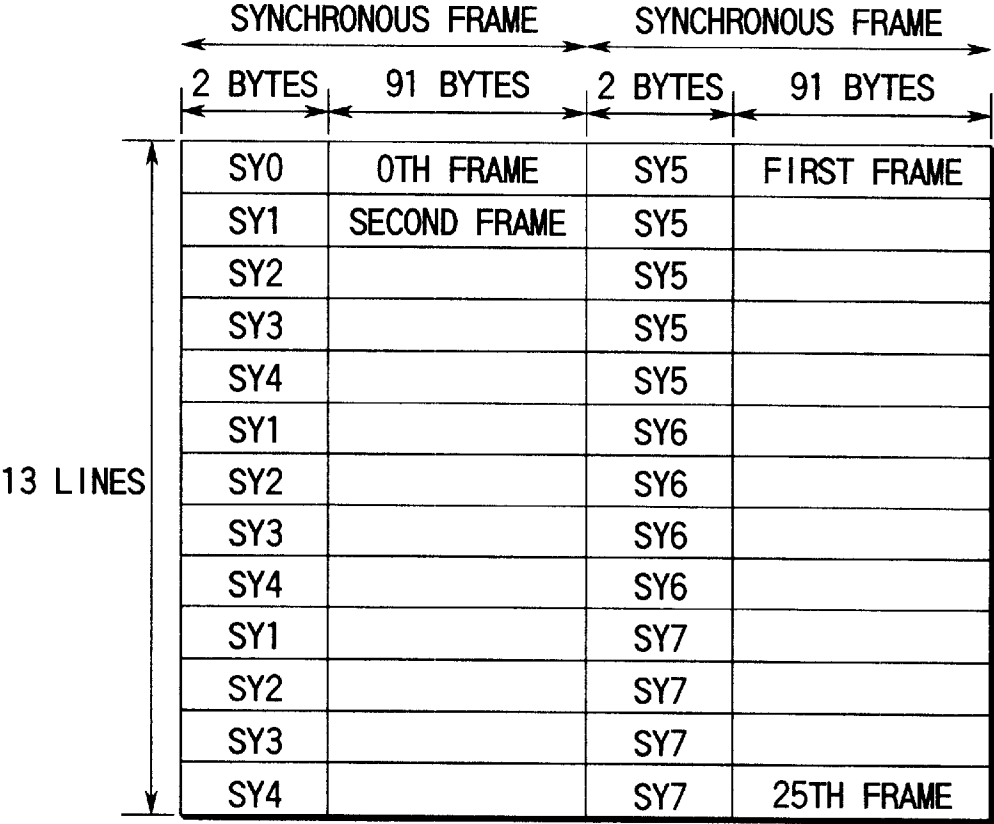 SYNCHRONOUS FRAME SYNCHRONOUS FRAME
2 BYTES 91 BYTES 2 BYTES 91 BYTES
SY0 0TH FRAME SY5 FIRST FRAME
SY1 SECOND FRAME SY5
SY2 SY5
SY3 SY5
SY4 SY5
SY1 SY6
13 LINES SY2 SY6
SY3 SY6
SY4 SY6
SY1 SY7
SY2 SY7
SY3 SY7
SY4 SY7 25TH FRAME